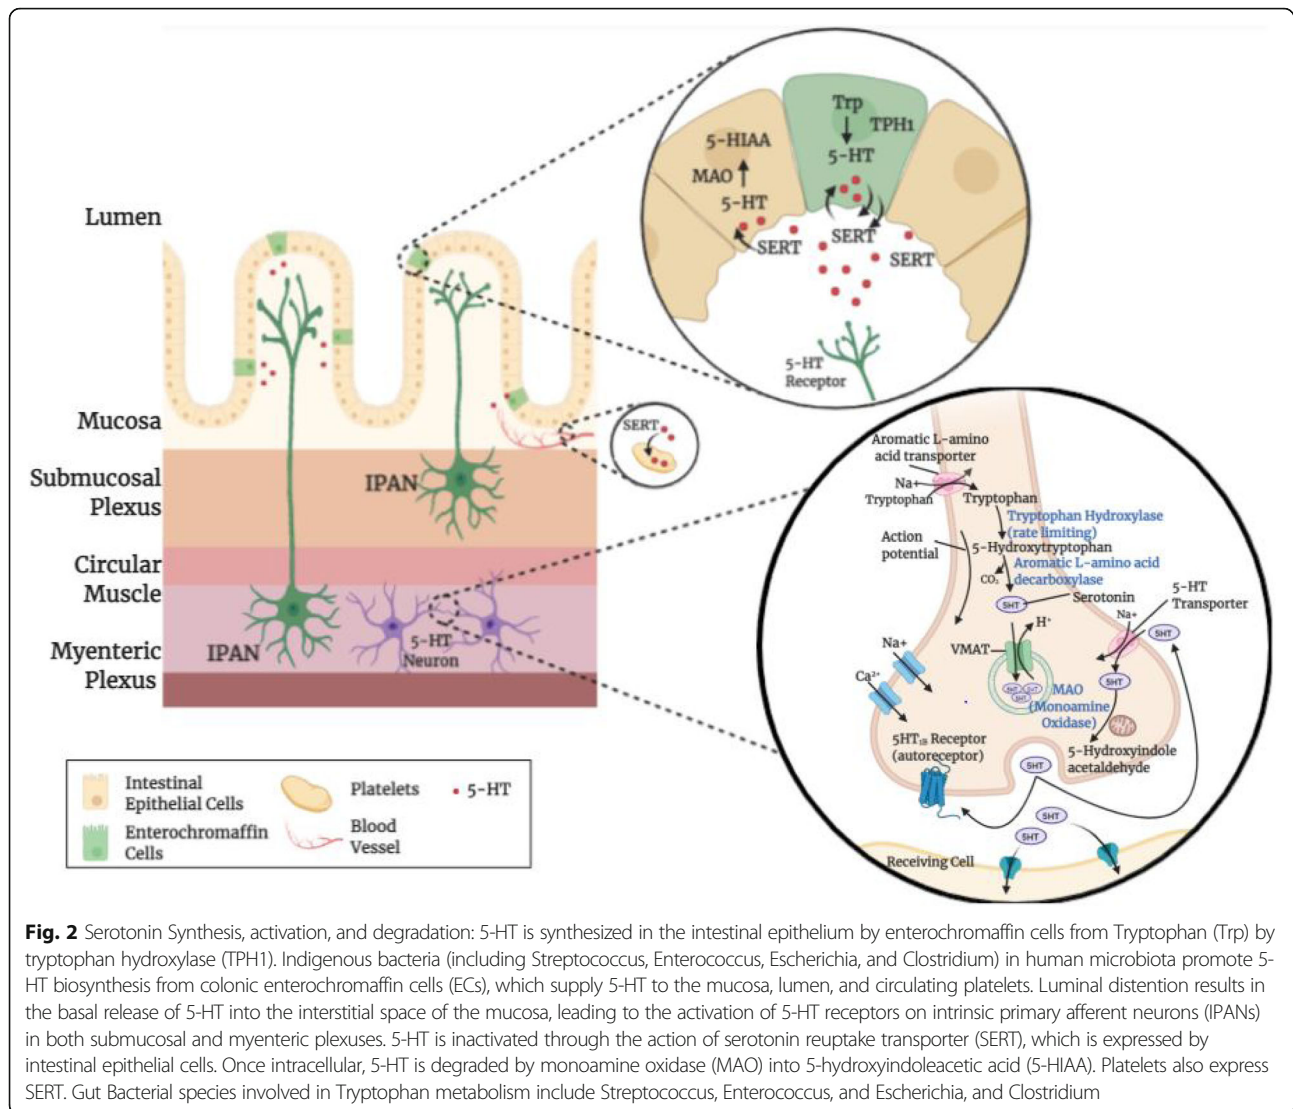 Lumen
Mucosa
Submucosal
Plexus
Circular
Muscle
Myenteric
Plexus
IPAN
IPAN
5-HT
Neuron
Trp
TPH1
5-HT
5-HIAA
MAO
5-HT
SERT
SERT
SERT
5-HT
Receptor
SERT
Aromatic L-amino
acid transporter
Na+
Tryptophan
Tryptophan
Tryptophan Hydroxylase
(rate limiting)
Action
potential
5-Hydroxytryptophan
Aromatic L-amino acid
decarboxylase
CO₂
5HT
Serotonin
5-HT
Transporter
Na+
5HT
H⁺
VMAT
Na+
Ca²⁺
5HT
5HT
5HT
5HT
MAO
(Monoamine
Oxidase)
5HT₁B Receptor
(autoreceptor)
5-Hydroxyindole
acetaldehyde
5HT
5HT
5HT
Receiving Cell
Intestinal
Epithelial Cells
Platelets
5-HT
Enterochromaffin
Cells
Blood
Vessel
Fig. 2 Serotonin Synthesis, activation, and degradation: 5-HT is synthesized in the intestinal epithelium by enterochromaffin cells from Tryptophan (Trp) by
tryptophan hydroxylase (TPH1). Indigenous bacteria (including Streptococcus, Enterococcus, Escherichia, and Clostridium) in human microbiota promote 5-
HT biosynthesis from colonic enterochromaffin cells (ECs), which supply 5-HT to the mucosa, lumen, and circulating platelets. Luminal distention results in
the basal release of 5-HT into the interstitial space of the mucosa, leading to the activation of 5-HT receptors on intrinsic primary afferent neurons (IPANs)
in both submucosal and myenteric plexuses. 5-HT is inactivated through the action of serotonin reuptake transporter (SERT), which is expressed by
intestinal epithelial cells. Once intracellular, 5-HT is degraded by monoamine oxidase (MAO) into 5-hydroxyindoleacetic acid (5-HIAA). Platelets also express
SERT. Gut Bacterial species involved in Tryptophan metabolism include Streptococcus, Enterococcus, and Escherichia, and Clostridium